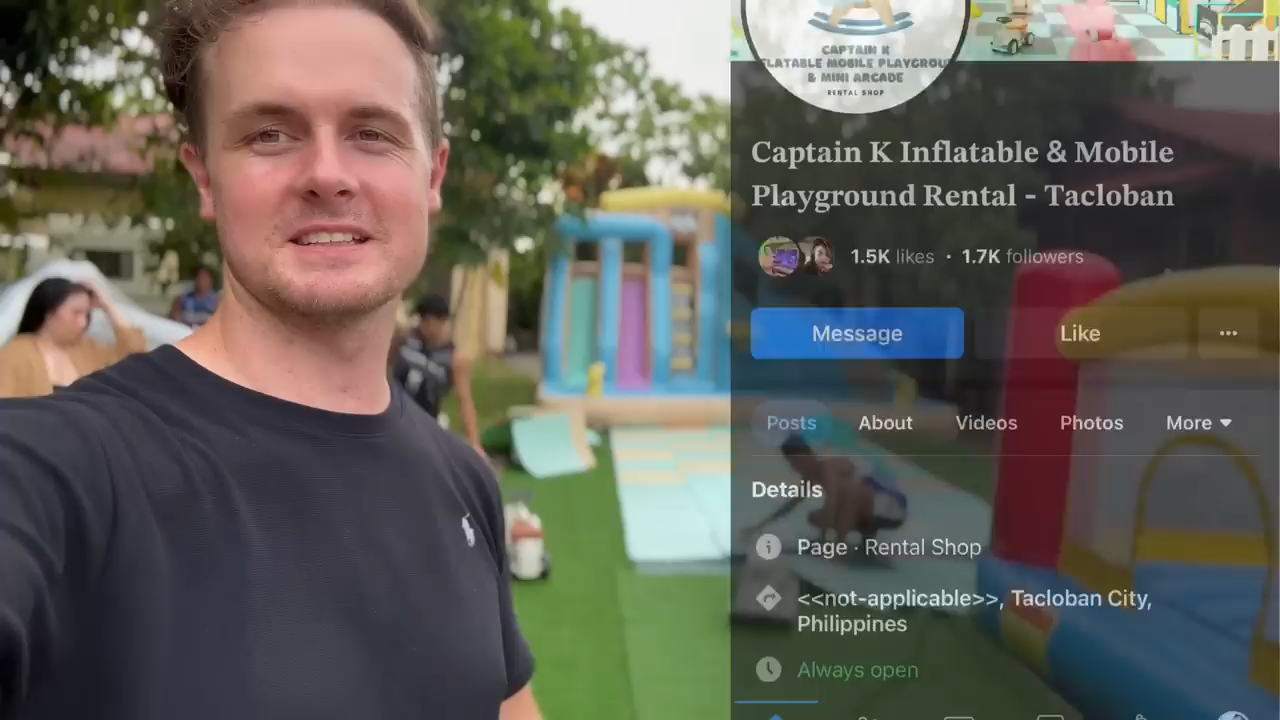 CAPTAIN K
FLATABLE MOBILE PLAYGROU
& MINI ARCADE
RENTAL SHOP
Captain K Inflatable & Mobile
Playground Rental - Tacloban
1.5K likes · 1.7K followers
Message
Like
Posts
About
Videos
Photos
More
Details
Page · Rental Shop
<<not-applicable>>, Tacloban City,
Philippines
Always open